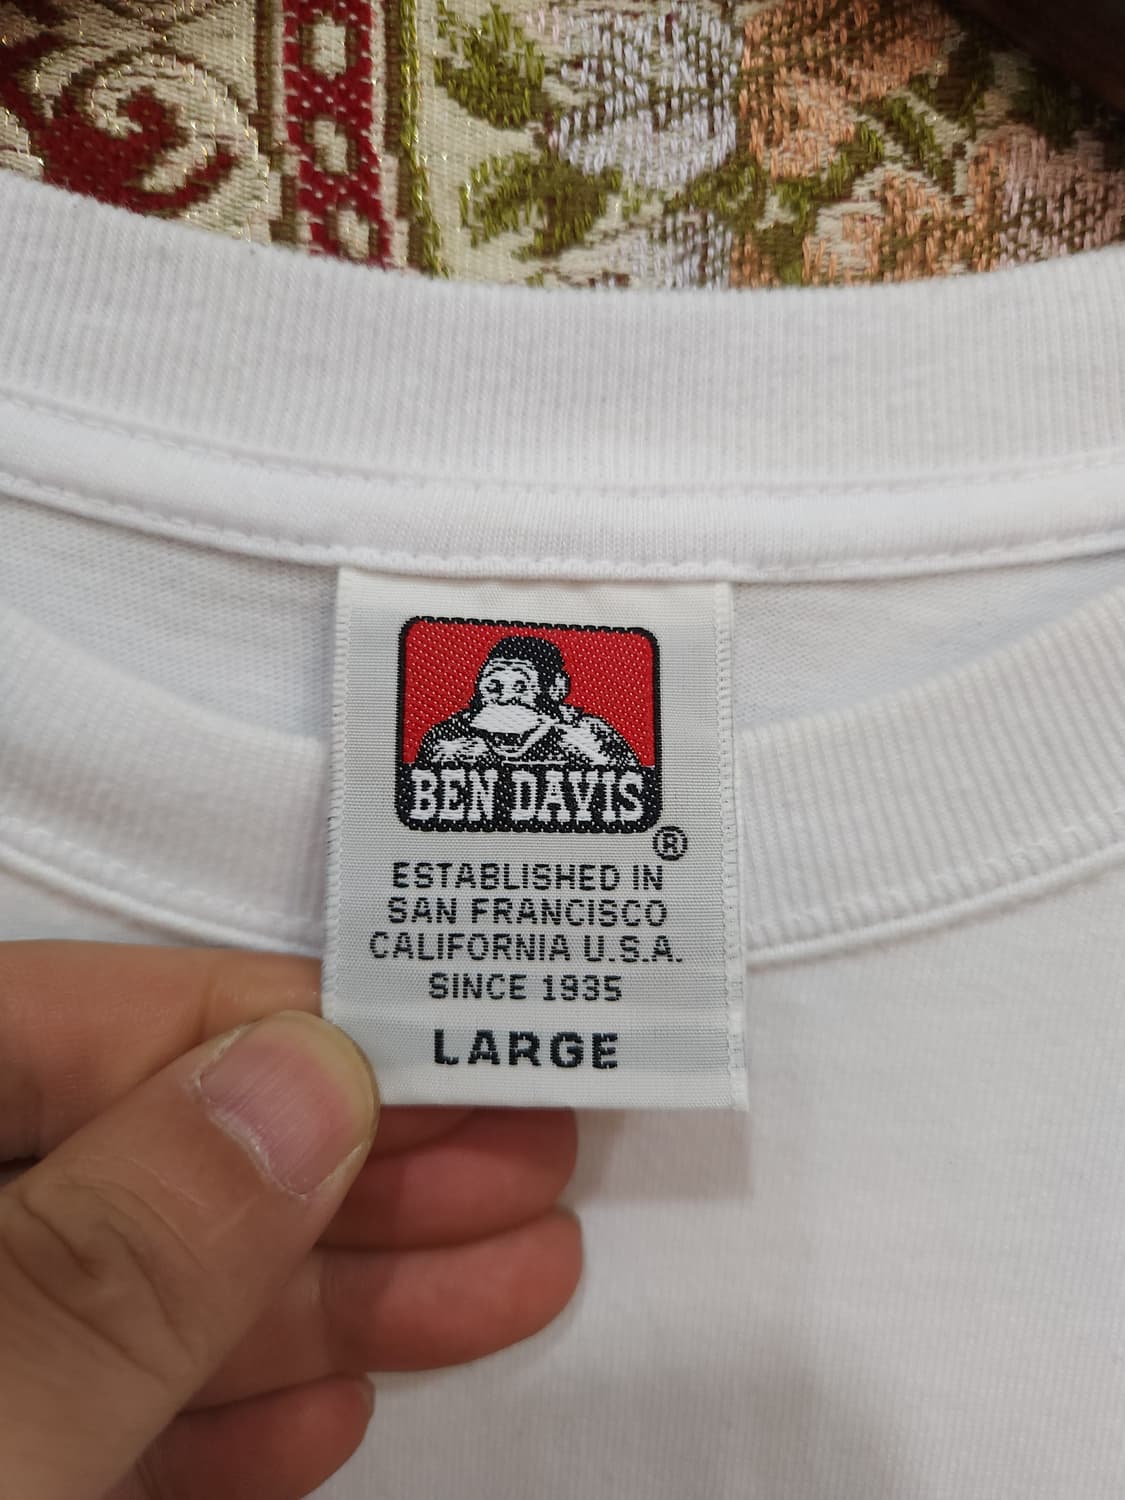 BEN DAVIS
®
ESTABLISHED IN
SAN FRANCISCO
CALIFORNIA U.S.A.
SINCE 1935
LARGE